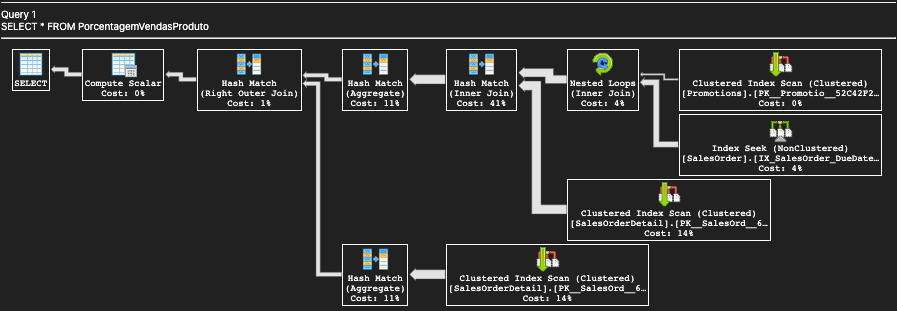 Query 1
SELECT * FROM PorcentagemVendasProduto
SELECT
Compute Scalar
Cost: 0%
Hash Match
(Right Outer Join)
Cost: 1%
Hash Match
(Aggregate)
Cost: 11%
Hash Match
(Inner Join)
Cost: 41%
Nested Loops
(Inner Join)
Cost: 4%
Clustered Index Scan (Clustered)
[Promotions].[PK__Promotio__52C42F2…
Cost: 0%
Index Seek (NonClustered)
[SalesOrder].[IX_SalesOrder_DueDate…
Cost: 4%
Clustered Index Scan (Clustered)
[SalesOrderDetail].[PK__SalesOrd__6…
Cost: 14%
Hash Match
(Aggregate)
Cost: 11%
Clustered Index Scan (Clustered)
[SalesOrderDetail].[PK__SalesOrd__6…
Cost: 14%